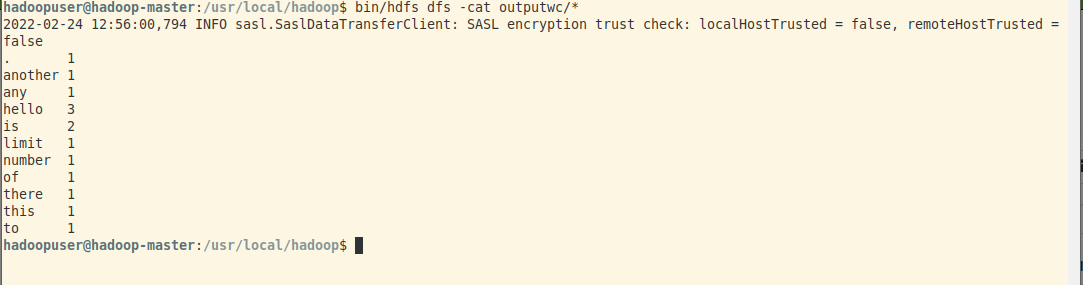 hadoopuser@hadoop-master:/usr/local/hadoop$ bin/hdfs dfs -cat outputwc/*
2022-02-24 12:56:00,794 INFO sasl.SaslDataTransferClient: SASL encryption trust check: localHostTrusted = false, remoteHostTrusted =
false
.       1
another 1
any     1
hello   3
is      2
limit   1
number  1
of      1
there   1
this    1
to      1
hadoopuser@hadoop-master:/usr/local/hadoop$